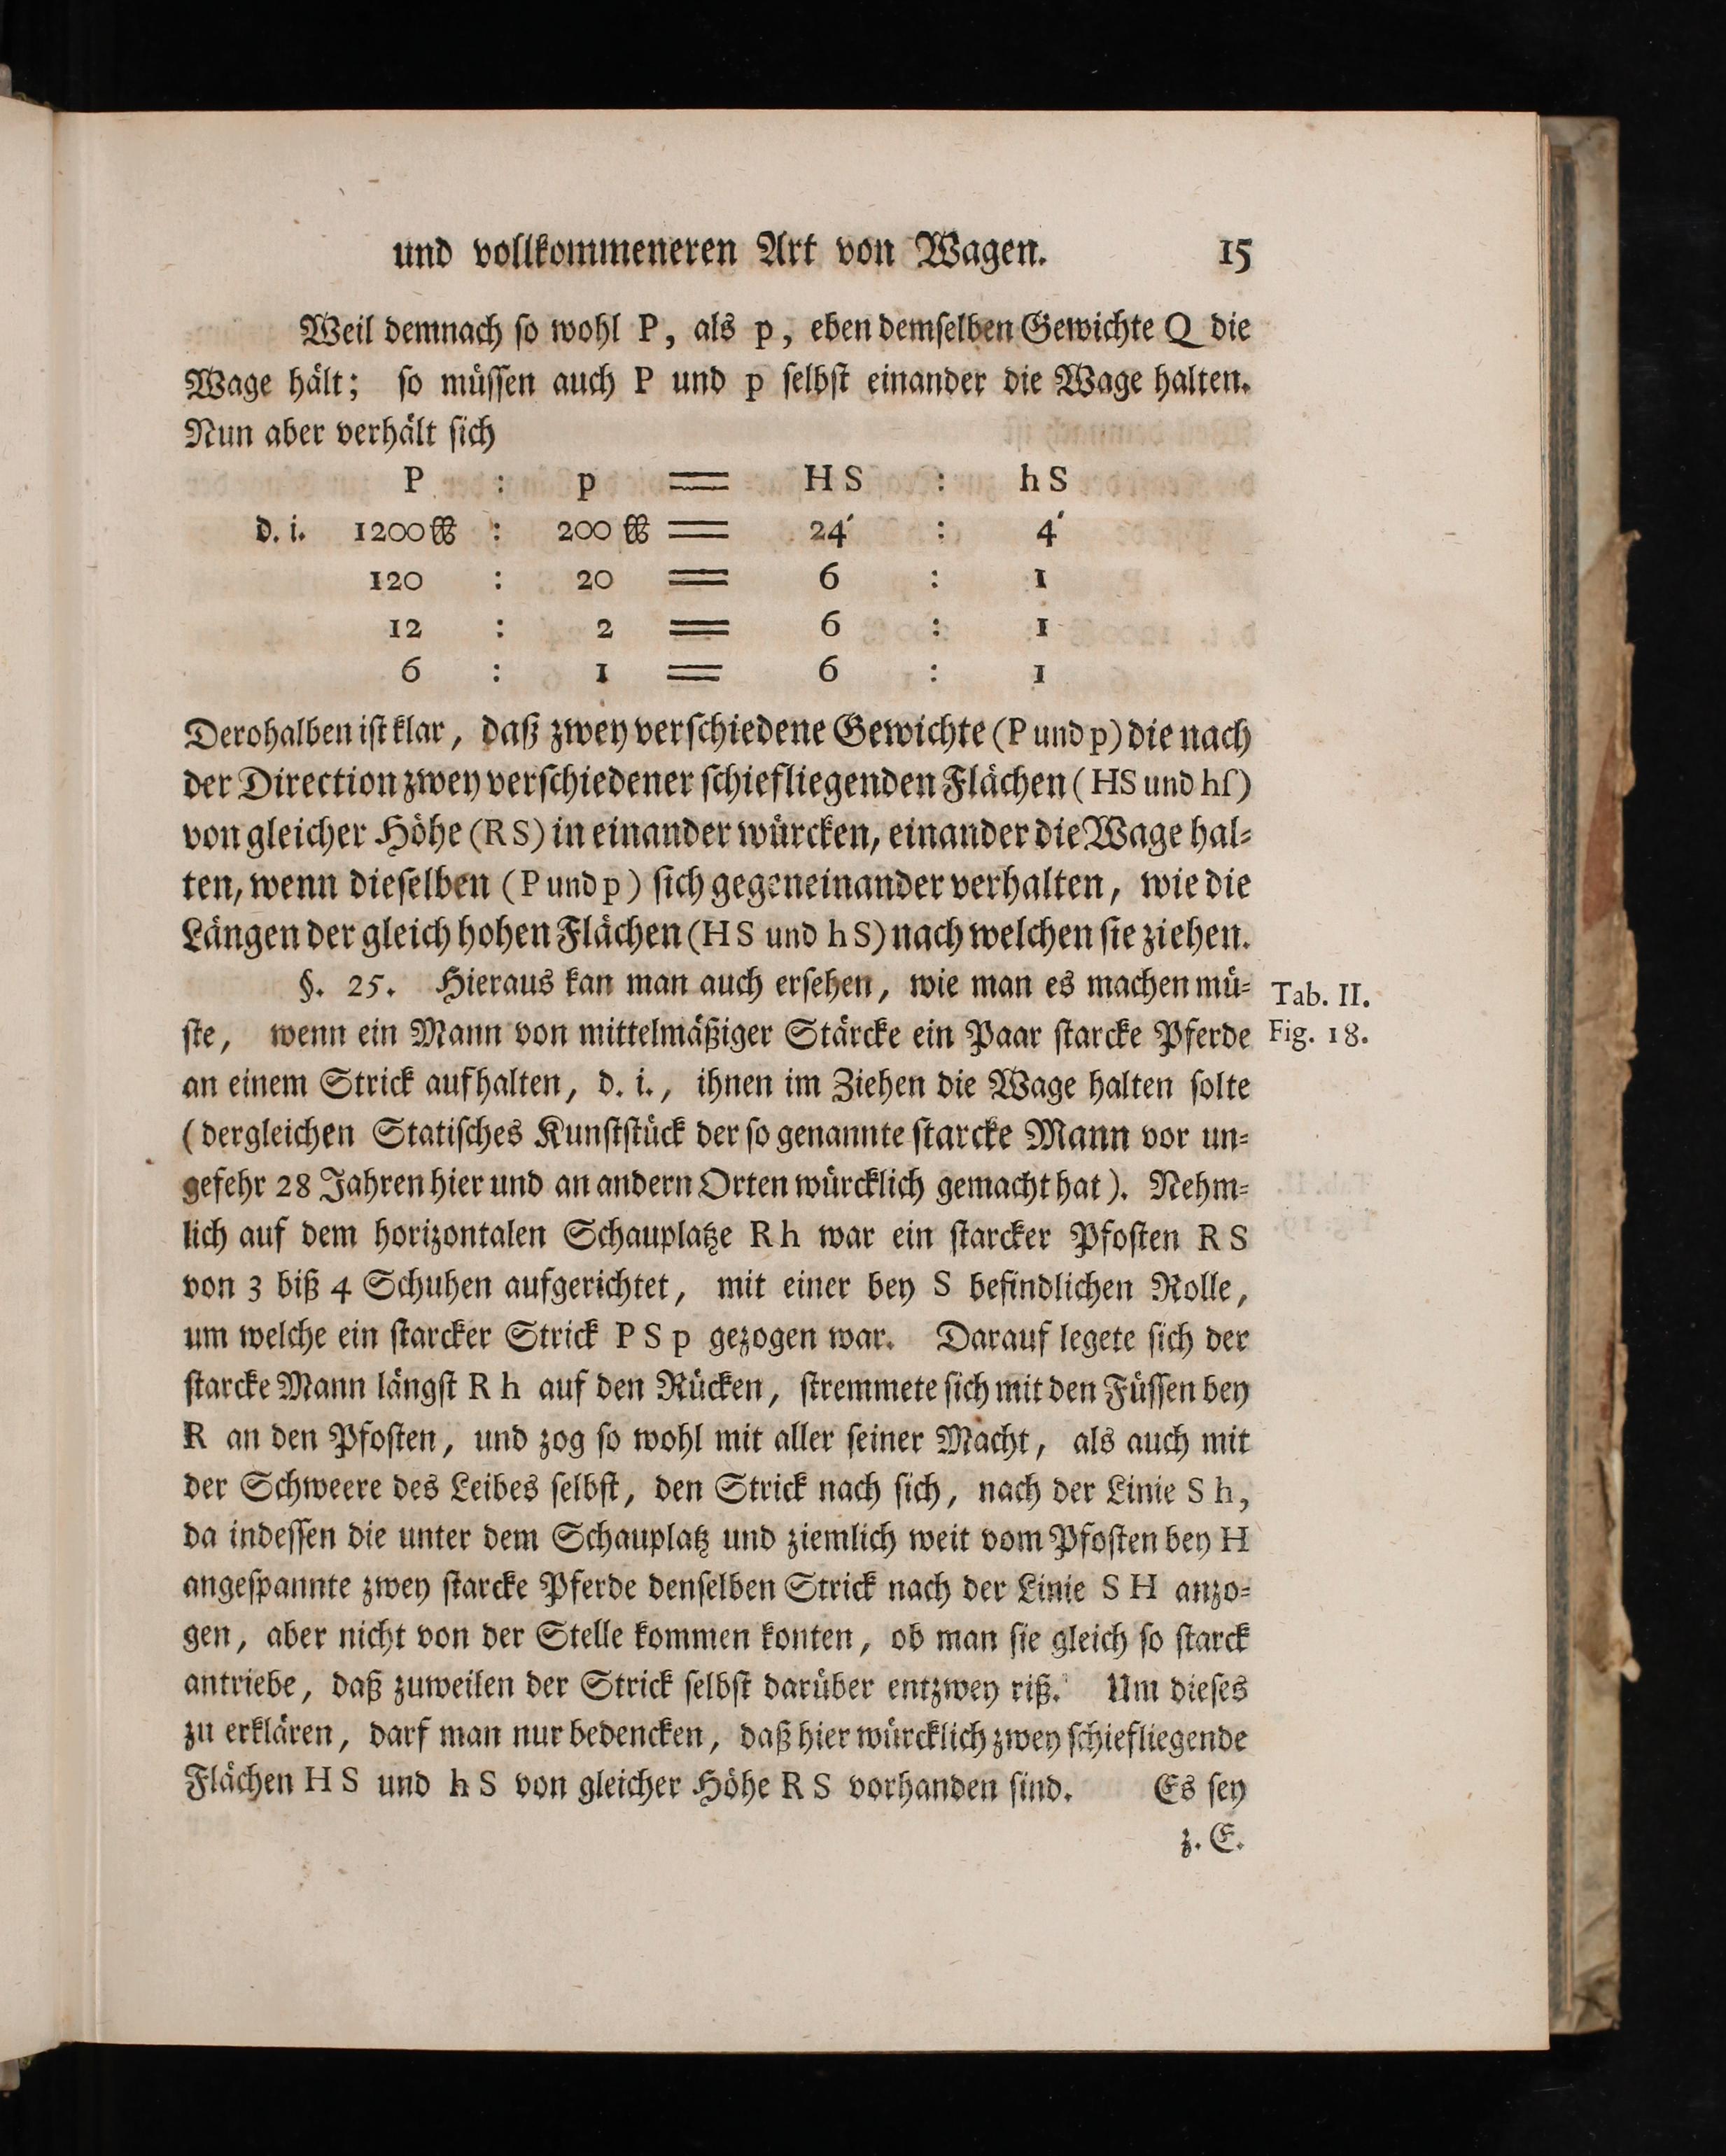 und vollkommeneren Art von Wagen. 15
Weil demnach ſo wohl P, als p, eben demſelben Gewichte Q die
Wage hält; ſo müſſen auch P und p ſelbſt einander die Wage halten.
Nun aber verhält ſich
P : p = H S : h S
d. i. 1200 ℔ : 200 ℔ = 24′ : 4′
120 : 20 = 6 : 1
12 : 2 = 6 : 1
6 : 1 = 6 : 1
Derohalben iſt klar, daß zwey verſchiedene Gewichte (P und p) die nach
der Direction zwey verſchiedener ſchiefliegenden Flächen (HS und hſ)
von gleicher Höhe (R S) in einander würcken, einander die Wage hal⸗
ten, wenn dieſelben (P und p) ſich gegeneinander verhalten, wie die
Längen der gleich hohen Flächen (H S und h S) nach welchen ſie ziehen.
§. 25. Hieraus kan man auch erſehen, wie man es machen mü⸗ Tab. II.
ſte, wenn ein Mann von mittelmäßiger Stärcke ein Paar ſtarcke Pferde Fig. 18.
an einem Strick aufhalten, d. i., ihnen im Ziehen die Wage halten ſolte
(dergleichen Statiſches Kunſtſtück der ſo genannte ſtarcke Mann vor un⸗
gefehr 28 Jahren hier und an andern Orten würcklich gemacht hat). Nehm⸗
lich auf dem horizontalen Schauplatze R h war ein ſtarcker Pfoſten R S
von 3 biß 4 Schuhen aufgerichtet, mit einer bey S befindlichen Rolle,
um welche ein ſtarcker Strick P S p gezogen war. Darauf legete ſich der
ſtarcke Mann längſt R h auf den Rücken, ſtremmete ſich mit den Füſſen bey
R an den Pfoſten, und zog ſo wohl mit aller ſeiner Macht, als auch mit
der Schweere des Leibes ſelbſt, den Strick nach ſich, nach der Linie S h,
da indeſſen die unter dem Schauplatz und ziemlich weit vom Pfoſten bey H
angeſpannte zwey ſtarcke Pferde denſelben Strick nach der Linie S H anzo⸗
gen, aber nicht von der Stelle kommen konten, ob man ſie gleich ſo ſtarck
antriebe, daß zuweilen der Strick ſelbſt darüber entzwey riß. Um dieſes
zu erklären, darf man nur bedencken, daß hier würcklich zwey ſchiefliegende
Flächen H S und h S von gleicher Höhe R S vorhanden ſind. Es ſey
z. E.